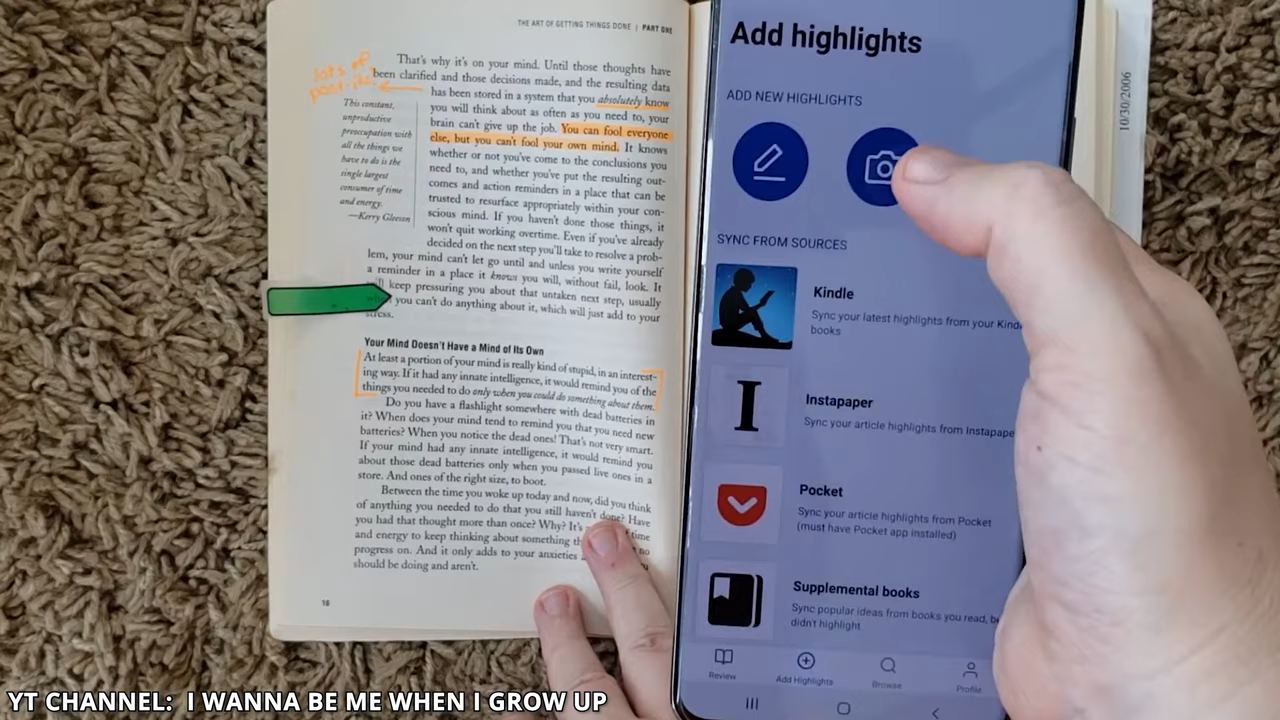 THE ART OF GETTING THINGS DONE | PART ONE
lots of
post-its!
That's why it's on your mind. Until those thoughts have
been clarified and those decisions made, and the resulting data
has been stored in a system that you absolutely know
you will think about as often as you need to, your
brain can't give up the job. You can fool everyone
else, but you can't fool your own mind. It knows
whether or not you've come to the conclusions you
need to, and whether you've put the resulting out-
comes and action reminders in a place that can be
trusted to resurface appropriately within your con-
scious mind. If you haven't done those things, it
won't quit working overtime. Even if you've already
decided on the next step you'll take to resolve a prob-
lem, your mind can't let go until and unless you write yourself
a reminder in a place it knows you will, without fail, look. It
will keep pressuring you about that untaken next step, usually
when you can't do anything about it, which will just add to your
stress.
This constant,
unproductive
preoccupation with
all the things we
have to do is the
single largest
consumer of time
and energy.
—Kerry Gleeson
Your Mind Doesn't Have a Mind of Its Own
At least a portion of your mind is really kind of stupid, in an interest-
ing way. If it had any innate intelligence, it would remind you of the
things you needed to do only when you could do something about them.
Do you have a flashlight somewhere with dead batteries in
it? When does your mind tend to remind you that you need new
batteries? When you notice the dead ones! That's not very smart.
If your mind had any innate intelligence, it would remind you
about those dead batteries only when you passed live ones in a
store. And ones of the right size, to boot.
Between the time you woke up today and now, did you think
of anything you needed to do that you still haven't done? Have
you had that thought more than once? Why? It's time
and energy to keep thinking about something no
progress on. And it only adds to your anxieties
should be doing and aren't.
16
Add highlights
ADD NEW HIGHLIGHTS
SYNC FROM SOURCES
Kindle
Sync your latest highlights from your Kind
books
I
Instapaper
Sync your article highlights from Instapape
Pocket
Sync your article highlights from Pocket
(must have Pocket app installed)
Supplemental books
Sync popular ideas from books you read, b
didn't highlight
Review
Add Highlights
Browse
Profile
10/30/2006
YT CHANNEL: I WANNA BE ME WHEN I GROW UP